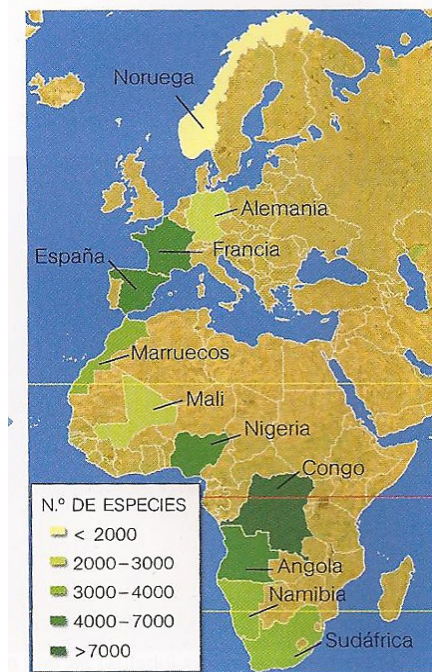 Noruega
Alemania
España
Francia
Marruecos
Mali
Nigeria
Congo
Angola
Namibia
Sudáfrica
N.º DE ESPECIES
< 2000
2000–3000
3000–4000
4000–7000
>7000